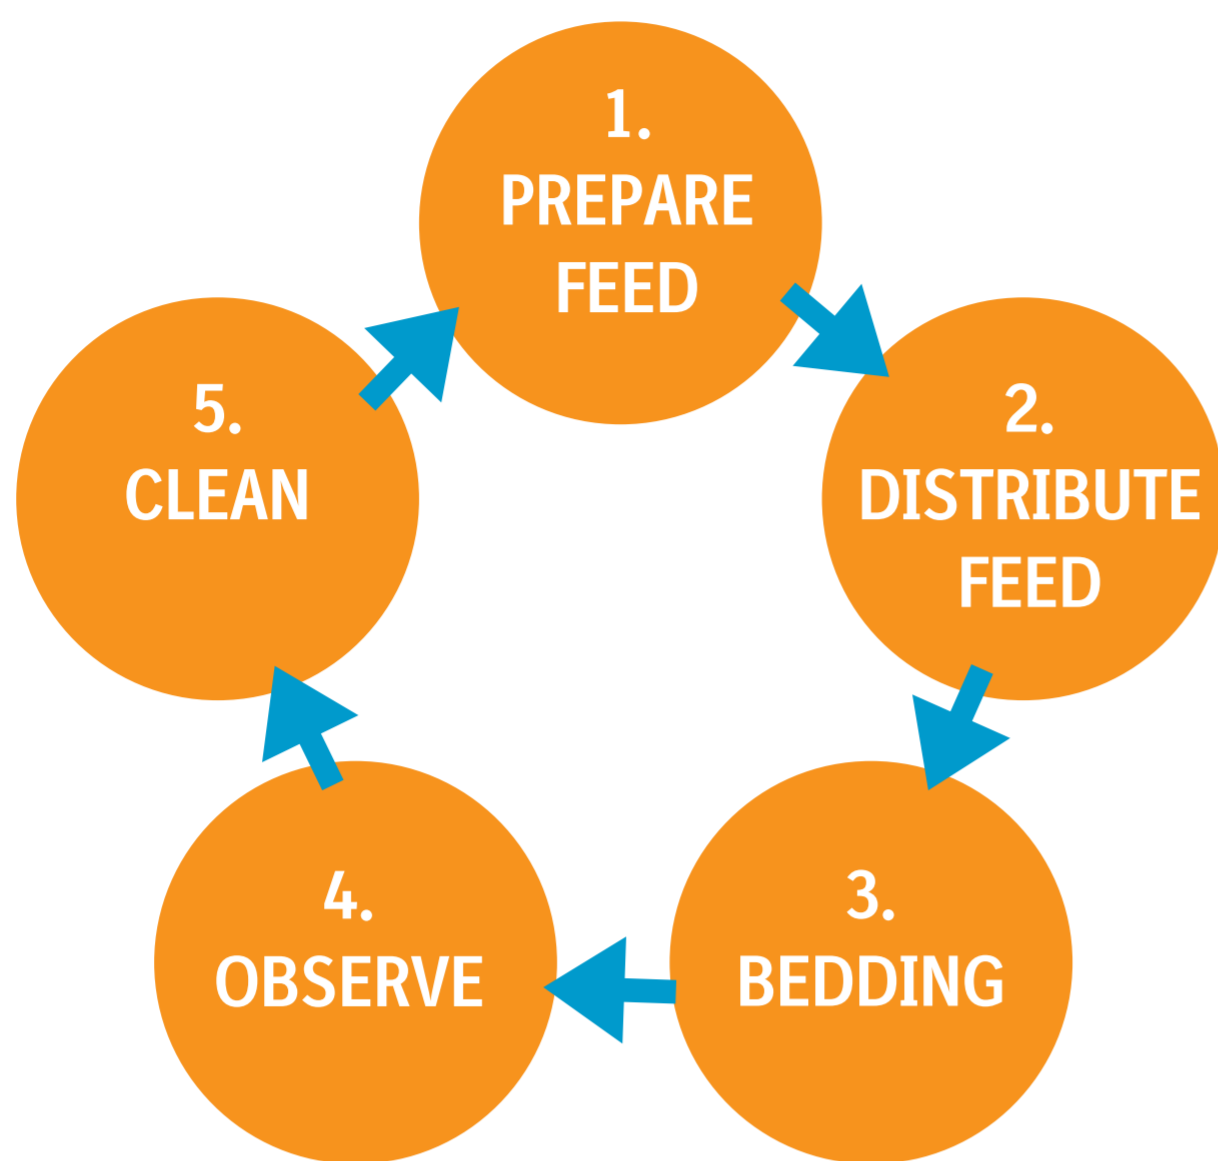 1.
PREPARE
FEED
2.
DISTRIBUTE
FEED
3.
BEDDING
4.
OBSERVE
5.
CLEAN